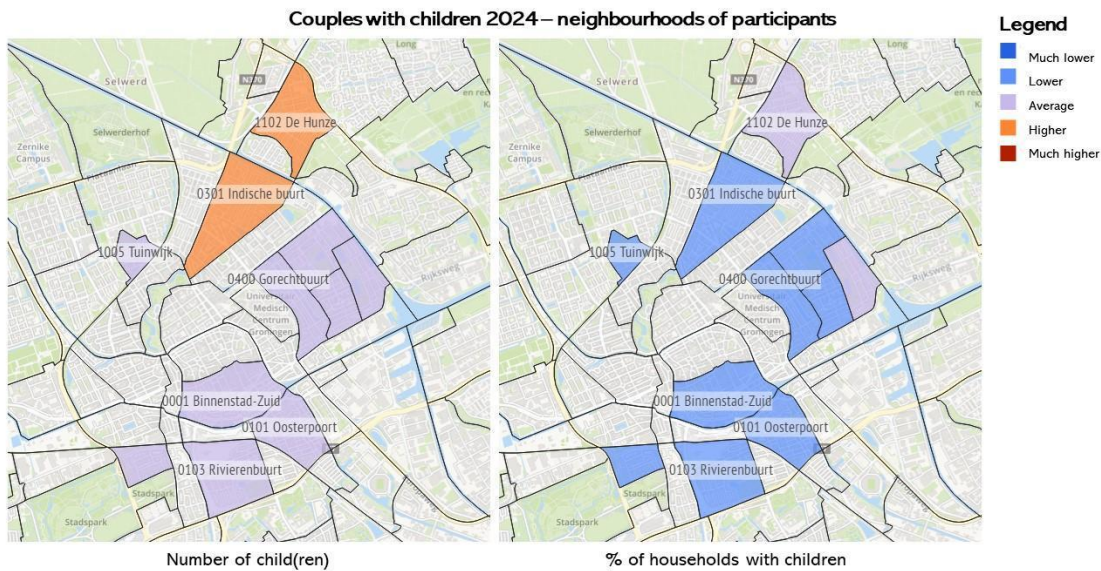 Couples with children 2024 – neighbourhoods of participants
Legend
Much lower
Lower
Average
Higher
Much higher
Long
N370
Selwerd
1102 De Hunze
Selwerderhof
Zernike
Campus
0301 Indische buurt
1005 Tuinwijk
0400 Gorechtbuurt
Rijksweg
Medisch
Centrum
Groningen
0001 Binnenstad-Zuid
0101 Oosterpoort
0103 Rivierenbuurt
Stadspark
Stadspark
Number of child(ren)
Long
N370
Selwerd
1102 De Hunze
Selwerderhof
Zernike
Campus
0301 Indische buurt
1005 Tuinwijk
0400 Gorechtbuurt
Rijksweg
Medisch
Centrum
Groningen
0001 Binnenstad-Zuid
0101 Oosterpoort
0103 Rivierenbuurt
Stadspark
Stadspark
% of households with children